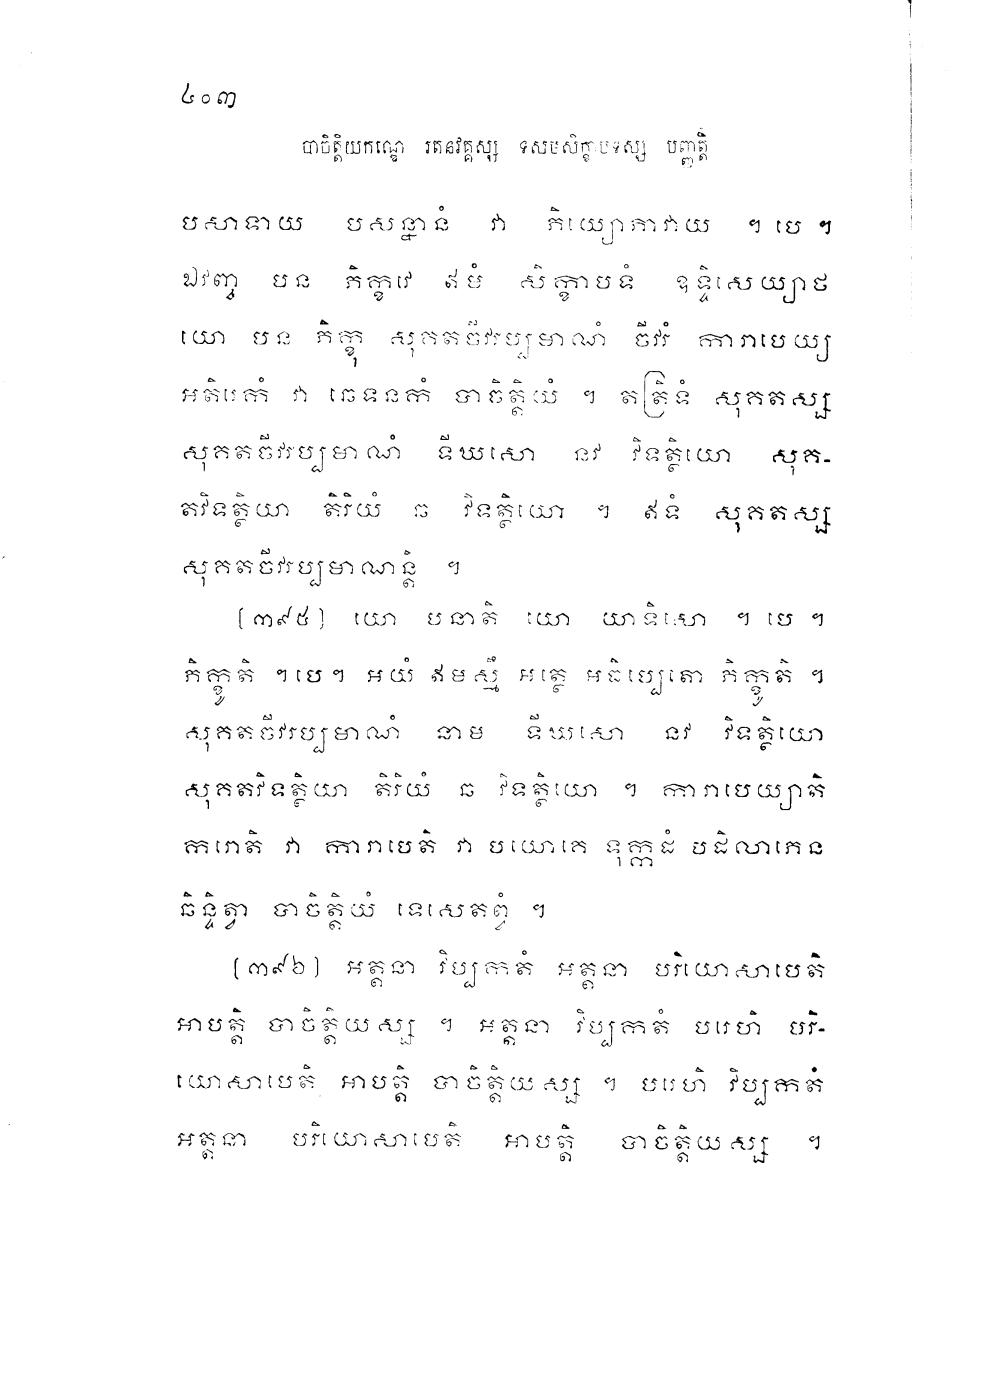 ៤០៣
បាចិត្តិយកណ្ឌេ រតនវគ្គស្ស ទសមសិក្ខាបទស្ស បញ្ញត្តិ
បសាទាយ បសន្នានំ វា ភិយ្យោភាវាយ ។ បេ ។
ឯវញ្ច បន ភិក្ខវេ ឥមំ សិក្ខាបទំ ឧទ្ទិសេយ្យាថ
យោ បន ភិក្ខុ សុគតចីវរប្បមាណំ ចីវរំ ការាបេយ្យ
អតិរេកំ វា ឆេទនកំ បាចិត្តិយំ ។ តត្រិទំ សុគតស្ស
សុគតចីវរប្បមាណំ ទីឃសោ នវ វិទត្ថិយោ សុគ-
តវិទត្ថិយា តិរិយំ ឆ វិទត្ថិយោ ។ ឥទំ សុគតស្ស
សុគតចីវរប្បមាណន្តិ ។
[៣៩៥] យោ បនាតិ យោ យាទិសោ ។ បេ ។
ភិក្ខូតិ ។បេ។ អយំ ឥមស្មឹ អត្ថេ អធិប្បេតោ ភិក្ខូតិ ។
សុគតចីវរប្បមាណំ នាម ទីឃសោ នវ វិទត្ថិយោ
សុគតវិទត្ថិយា តិរិយំ ឆ វិទត្ថិយោ ។ ការាបេយ្យាតិ
ករោតិ វា ការាបេតិ វា បយោគេ ទុក្កដំ បដិលាភេន
ឆិន្ទិត្វា បាចិត្តិយំ ទេសេតព្វំ ។
[៣៩៦] អត្តនា វិប្បកតំ អត្តនា បរិយោសាបេតិ
អាបត្តិ បាចិត្តិយស្ស ។ អត្តនា វិប្បកតំ បរេហិ បរិ-
យោសាបេតិ អាបត្តិ បាចិត្តិយស្ស ។ បរេហិ វិប្បកតំ
អត្តនា បរិយោសាបេតិ អាបត្តិ បាចិត្តិយស្ស ។